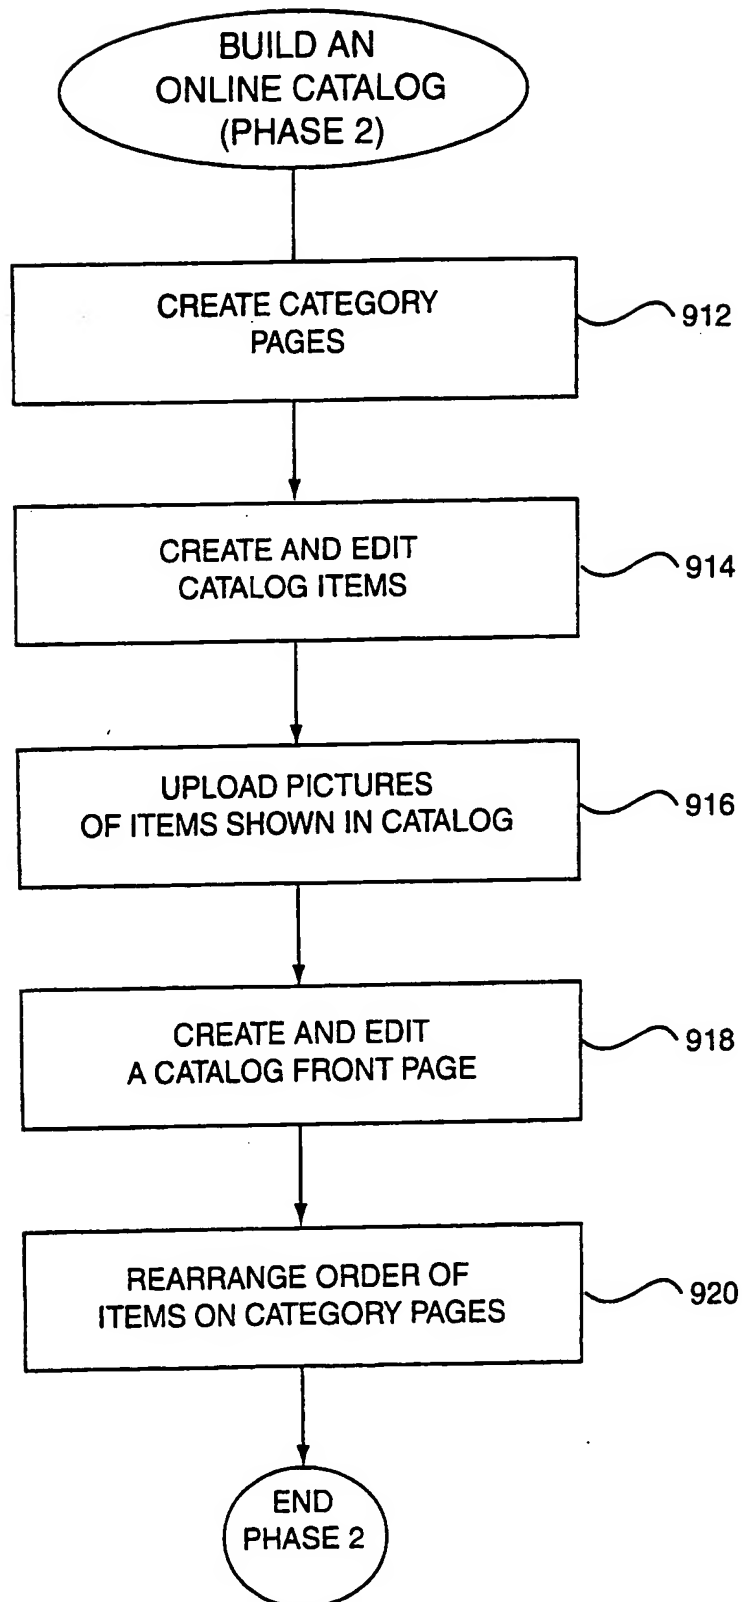 BUILD AN
ONLINE CATALOG
(PHASE 2)
CREATE CATEGORY
PAGES
912
CREATE AND EDIT
CATALOG ITEMS
914
UPLOAD PICTURES
OF ITEMS SHOWN IN CATALOG
916
CREATE AND EDIT
A CATALOG FRONT PAGE
918
REARRANGE ORDER OF
ITEMS ON CATEGORY PAGES
920
END
PHASE 2